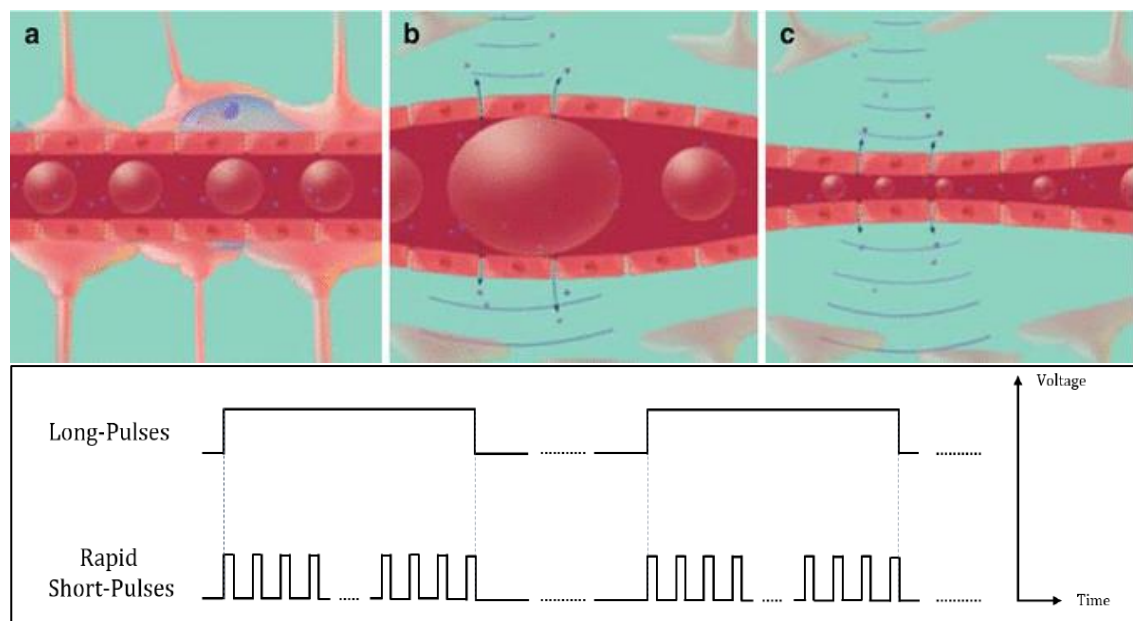 a
b
c
Voltage
Long-Pulses
Rapid
Short-Pulses
Time